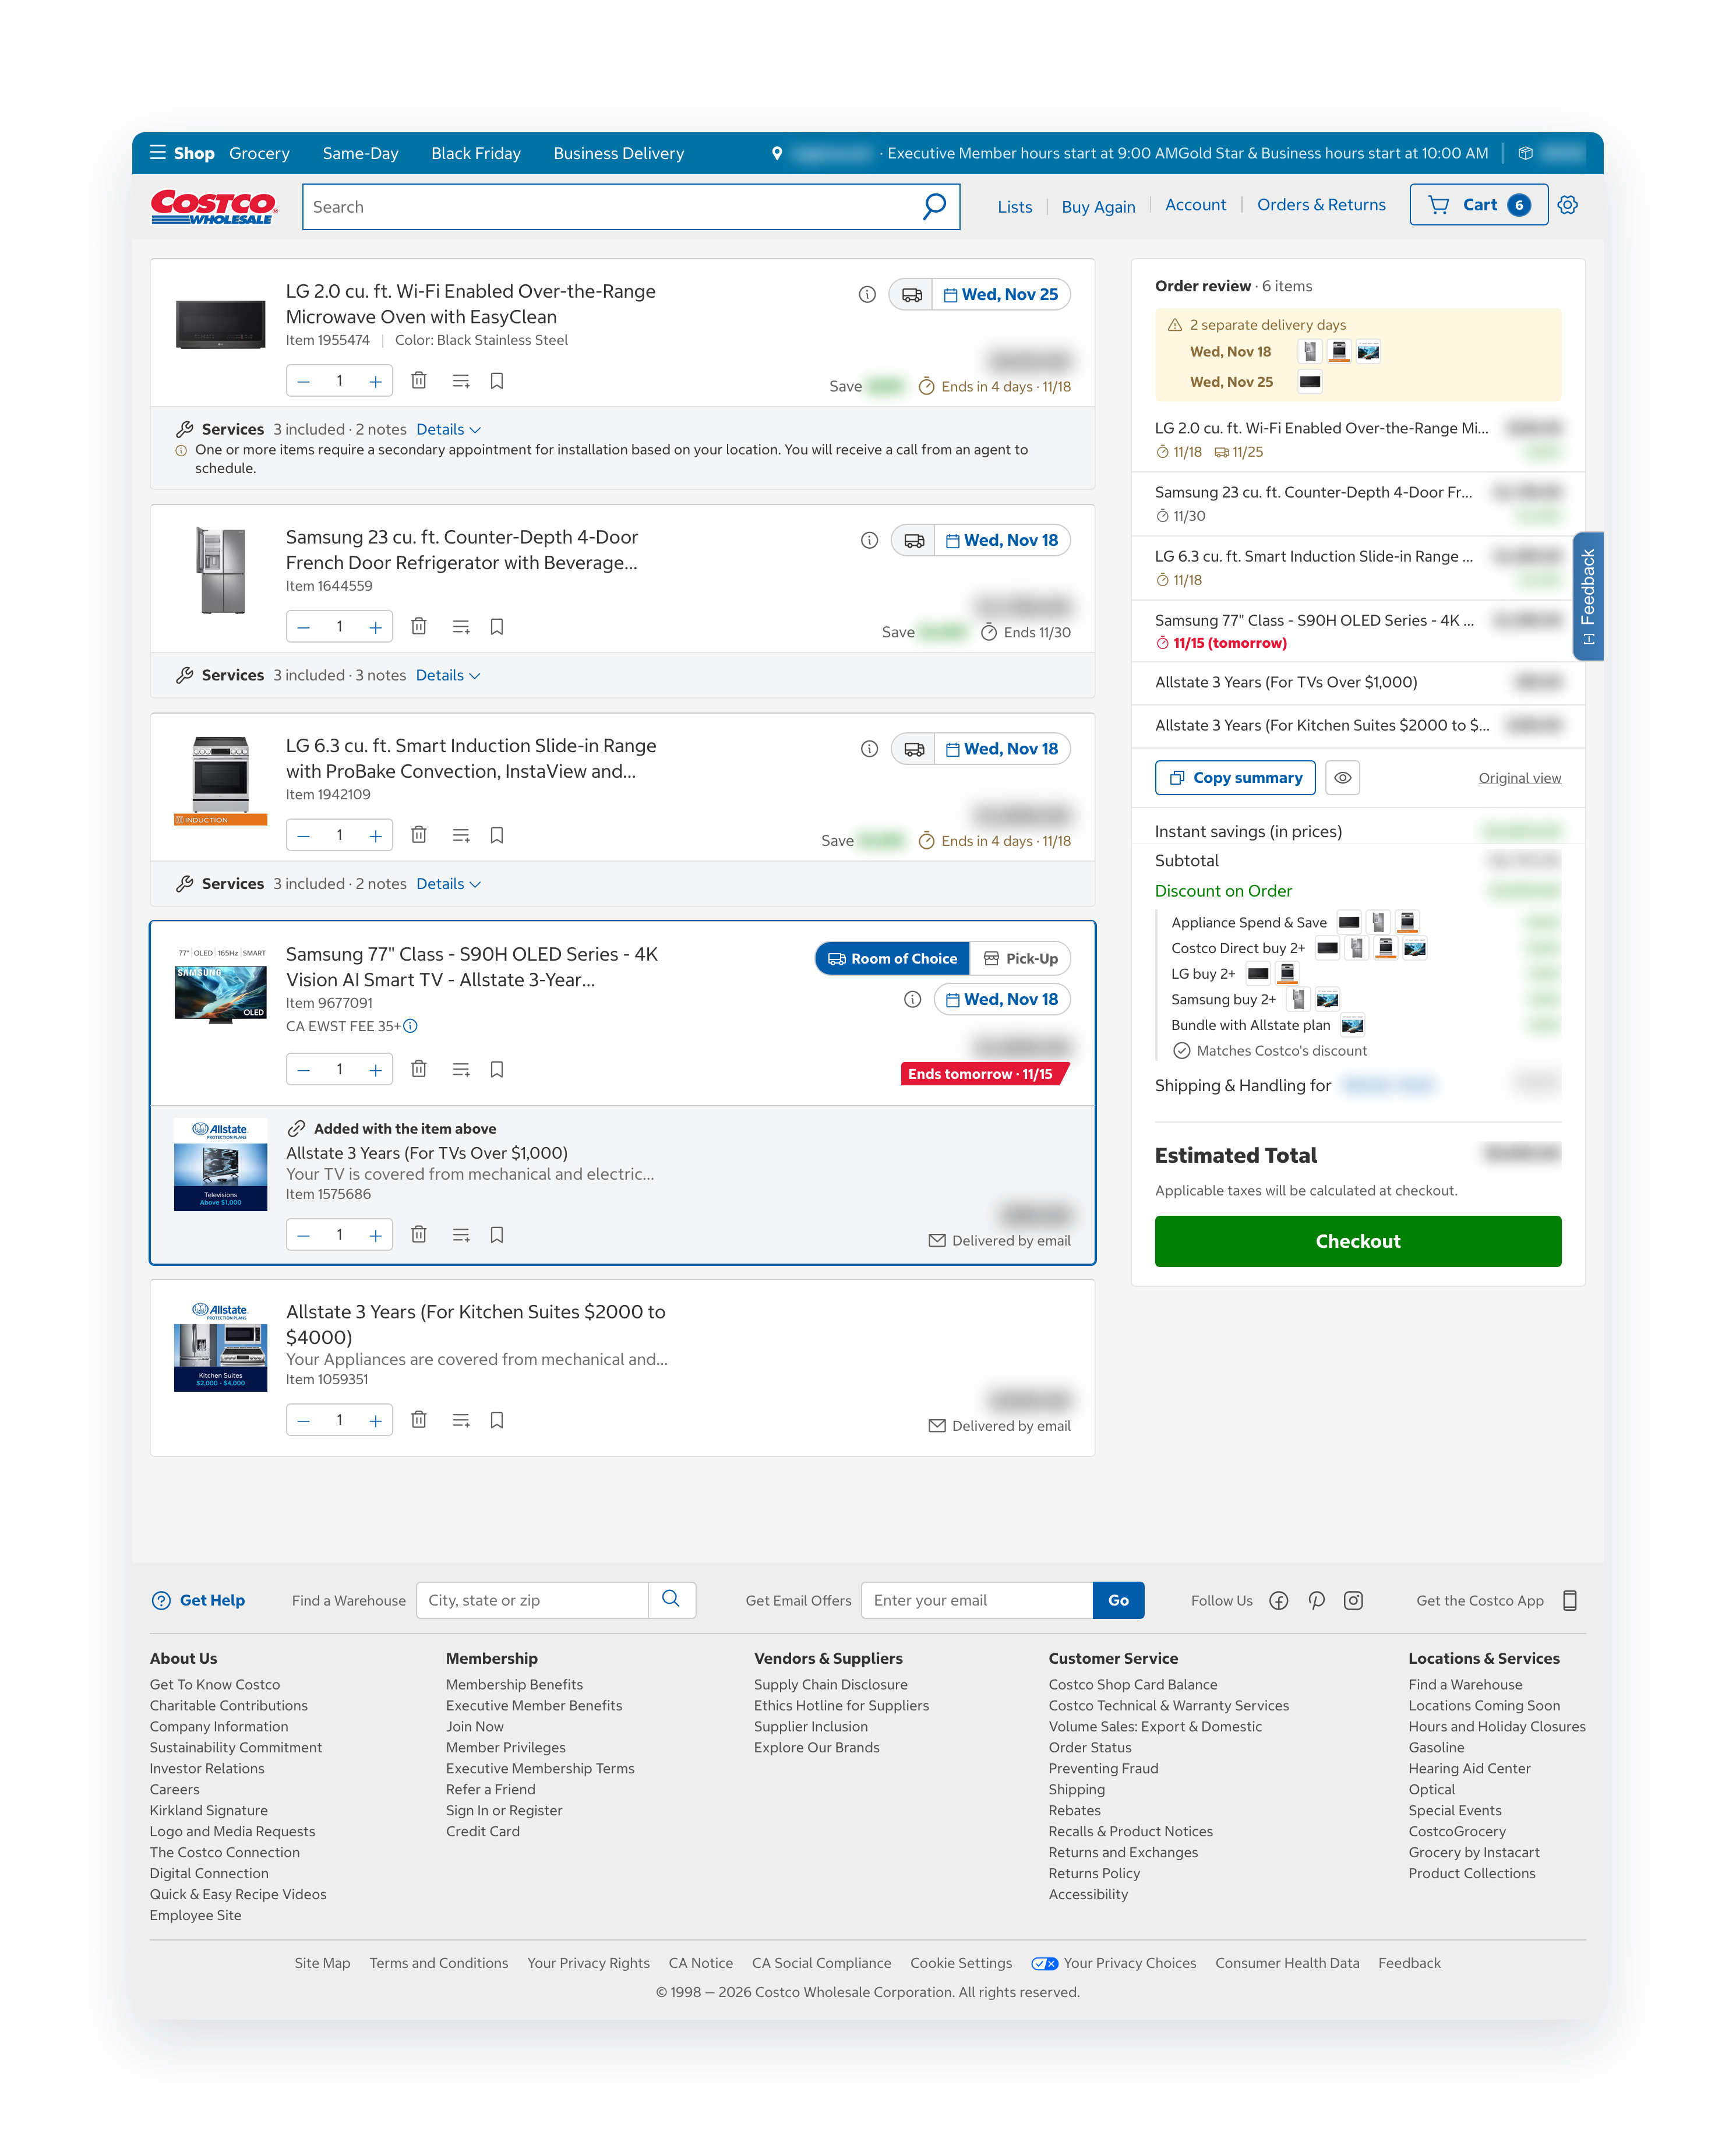 Shop Grocery Same-Day Black Friday Business Delivery · Executive Member hours start at 9:00 AMGold Star & Business hours start at 10:00 AM
COSTCO WHOLESALE
Search
Lists Buy Again Account Orders & Returns Cart 6
LG 2.0 cu. ft. Wi-Fi Enabled Over-the-Range
Microwave Oven with EasyClean
Item 1955474 | Color: Black Stainless Steel
Wed, Nov 25
1
Save Ends in 4 days · 11/18
Services 3 included · 2 notes Details
One or more items require a secondary appointment for installation based on your location. You will receive a call from an agent to
schedule.
Samsung 23 cu. ft. Counter-Depth 4-Door
French Door Refrigerator with Beverage...
Item 1644559
Wed, Nov 18
1
Save Ends 11/30
Services 3 included · 3 notes Details
LG 6.3 cu. ft. Smart Induction Slide-in Range
with ProBake Convection, InstaView and...
Item 1942109
INDUCTION
Wed, Nov 18
1
Save Ends in 4 days · 11/18
Services 3 included · 2 notes Details
77" OLED 165Hz SMART
SAMSUNG
OLED
Samsung 77" Class - S90H OLED Series - 4K
Vision AI Smart TV - Allstate 3-Year...
Item 9677091
CA EWST FEE 35+
Room of Choice Pick-Up
Wed, Nov 18
1
Ends tomorrow · 11/15
Allstate
PROTECTION PLANS
Televisions
Above $1,000
Added with the item above
Allstate 3 Years (For TVs Over $1,000)
Your TV is covered from mechanical and electric...
Item 1575686
1
Delivered by email
Allstate
PROTECTION PLANS
Kitchen Suites
$2,000 - $4,000
Allstate 3 Years (For Kitchen Suites $2000 to
$4000)
Your Appliances are covered from mechanical and...
Item 1059351
1
Delivered by email
Order review · 6 items
2 separate delivery days
Wed, Nov 18
Wed, Nov 25
LG 2.0 cu. ft. Wi-Fi Enabled Over-the-Range Mi...
11/18 11/25
Samsung 23 cu. ft. Counter-Depth 4-Door Fr...
11/30
LG 6.3 cu. ft. Smart Induction Slide-in Range ...
11/18
Samsung 77" Class - S90H OLED Series - 4K ...
11/15 (tomorrow)
Allstate 3 Years (For TVs Over $1,000)
Allstate 3 Years (For Kitchen Suites $2000 to $...
Copy summary Original view
Instant savings (in prices)
Subtotal
Discount on Order
Appliance Spend & Save
Costco Direct buy 2+
LG buy 2+
Samsung buy 2+
Bundle with Allstate plan
Matches Costco's discount
Shipping & Handling for
Estimated Total
Applicable taxes will be calculated at checkout.
Checkout
[-] Feedback
Get Help Find a Warehouse City, state or zip Get Email Offers Enter your email Go Follow Us Get the Costco App
About Us
Get To Know Costco
Charitable Contributions
Company Information
Sustainability Commitment
Investor Relations
Careers
Kirkland Signature
Logo and Media Requests
The Costco Connection
Digital Connection
Quick & Easy Recipe Videos
Employee Site
Membership
Membership Benefits
Executive Member Benefits
Join Now
Member Privileges
Executive Membership Terms
Refer a Friend
Sign In or Register
Credit Card
Vendors & Suppliers
Supply Chain Disclosure
Ethics Hotline for Suppliers
Supplier Inclusion
Explore Our Brands
Customer Service
Costco Shop Card Balance
Costco Technical & Warranty Services
Volume Sales: Export & Domestic
Order Status
Preventing Fraud
Shipping
Rebates
Recalls & Product Notices
Returns and Exchanges
Returns Policy
Accessibility
Locations & Services
Find a Warehouse
Locations Coming Soon
Hours and Holiday Closures
Gasoline
Hearing Aid Center
Optical
Special Events
CostcoGrocery
Grocery by Instacart
Product Collections
Site Map Terms and Conditions Your Privacy Rights CA Notice CA Social Compliance Cookie Settings Your Privacy Choices Consumer Health Data Feedback
© 1998 — 2026 Costco Wholesale Corporation. All rights reserved.